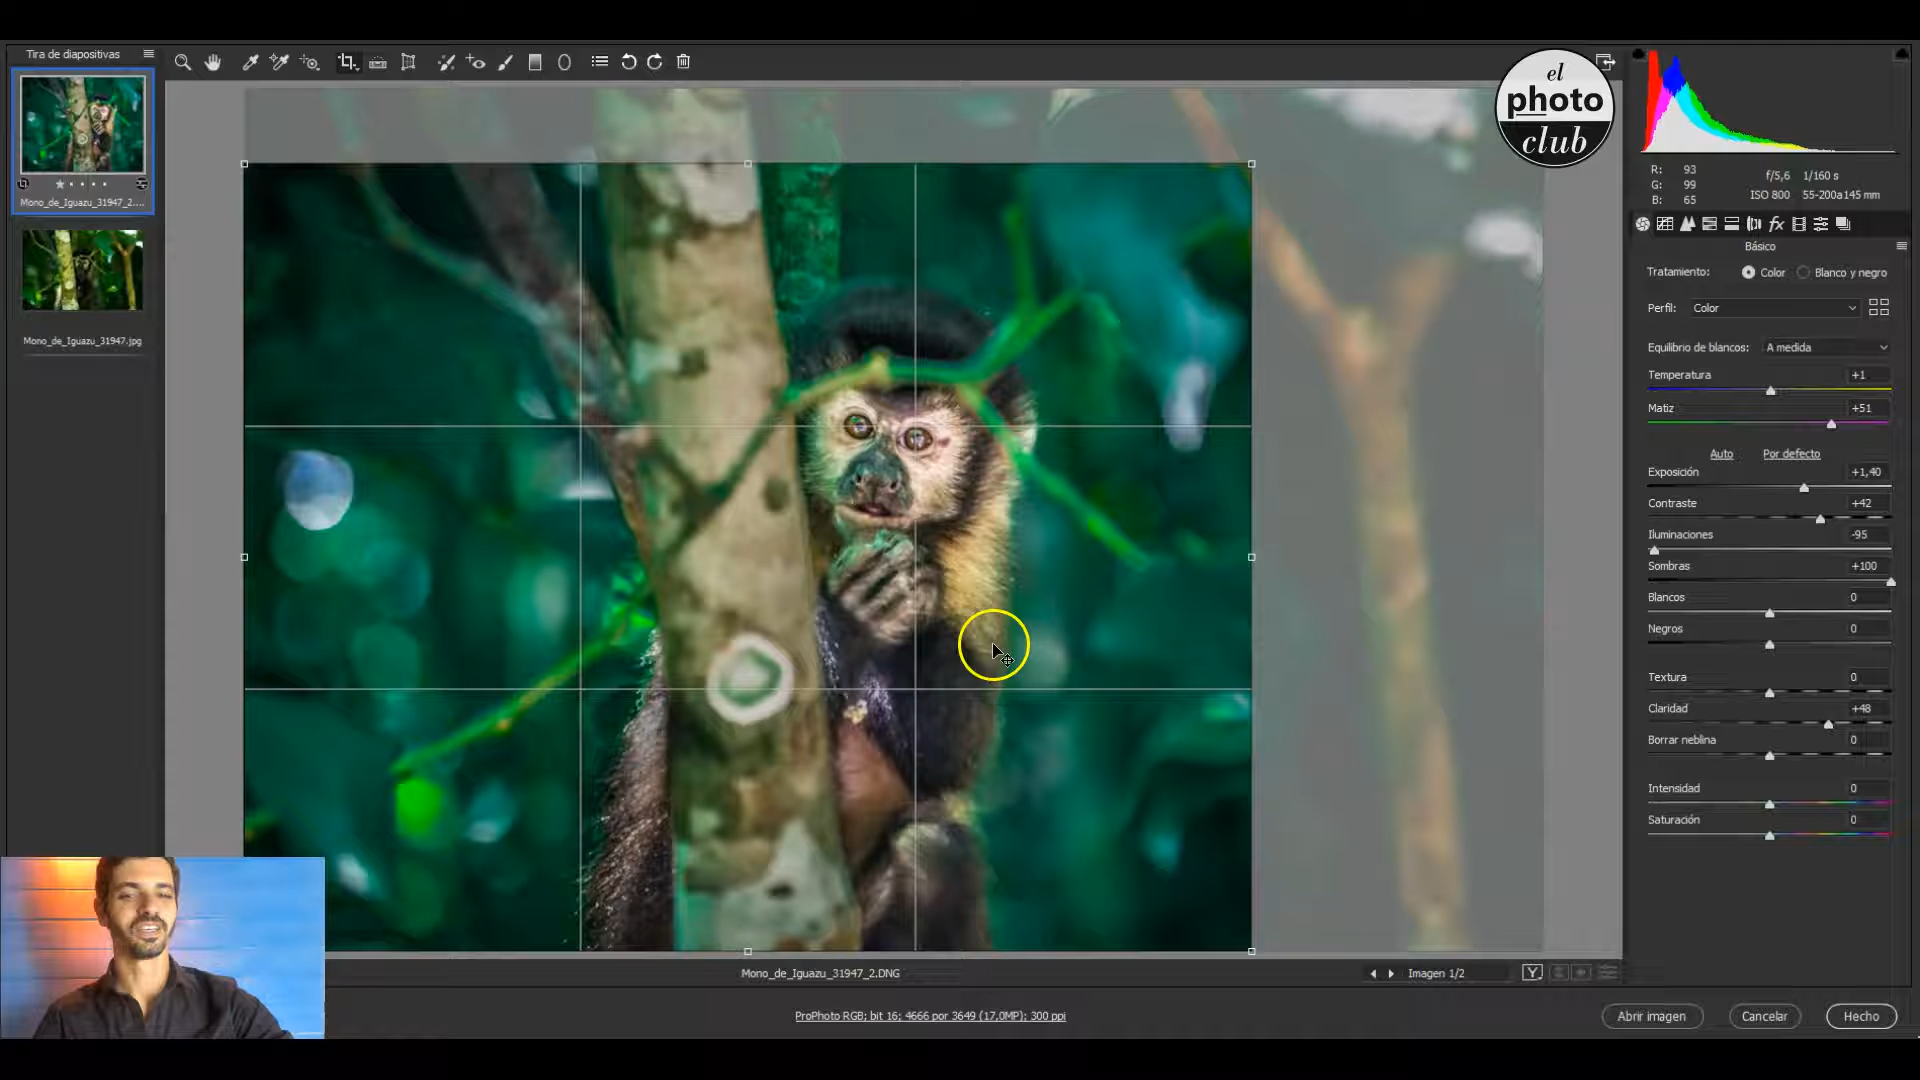 Tira de diapositivas
Mono_de_Iguazu_31947_2....
Mono_de_Iguazu_31947.jpg
el
photo
club
R: 93
G: 99
B: 65
f/5,6 1/160 s
ISO 800 55-200a145 mm
fx
Básico
Tratamiento: Color Blanco y negro
Perfil: Color
Equilibrio de blancos: A medida
Temperatura +1
Matiz +51
Auto Por defecto
Exposición +1,40
Contraste +42
Iluminaciones -95
Sombras +100
Blancos 0
Negros 0
Textura 0
Claridad +48
Borrar neblina 0
Intensidad 0
Saturación 0
Mono_de_Iguazu_31947_2.DNG
Imagen 1/2
Y
ProPhoto RGB; bit 16; 4666 por 3649 (17,0MP); 300 ppi
Abrir imagen
Cancelar
Hecho